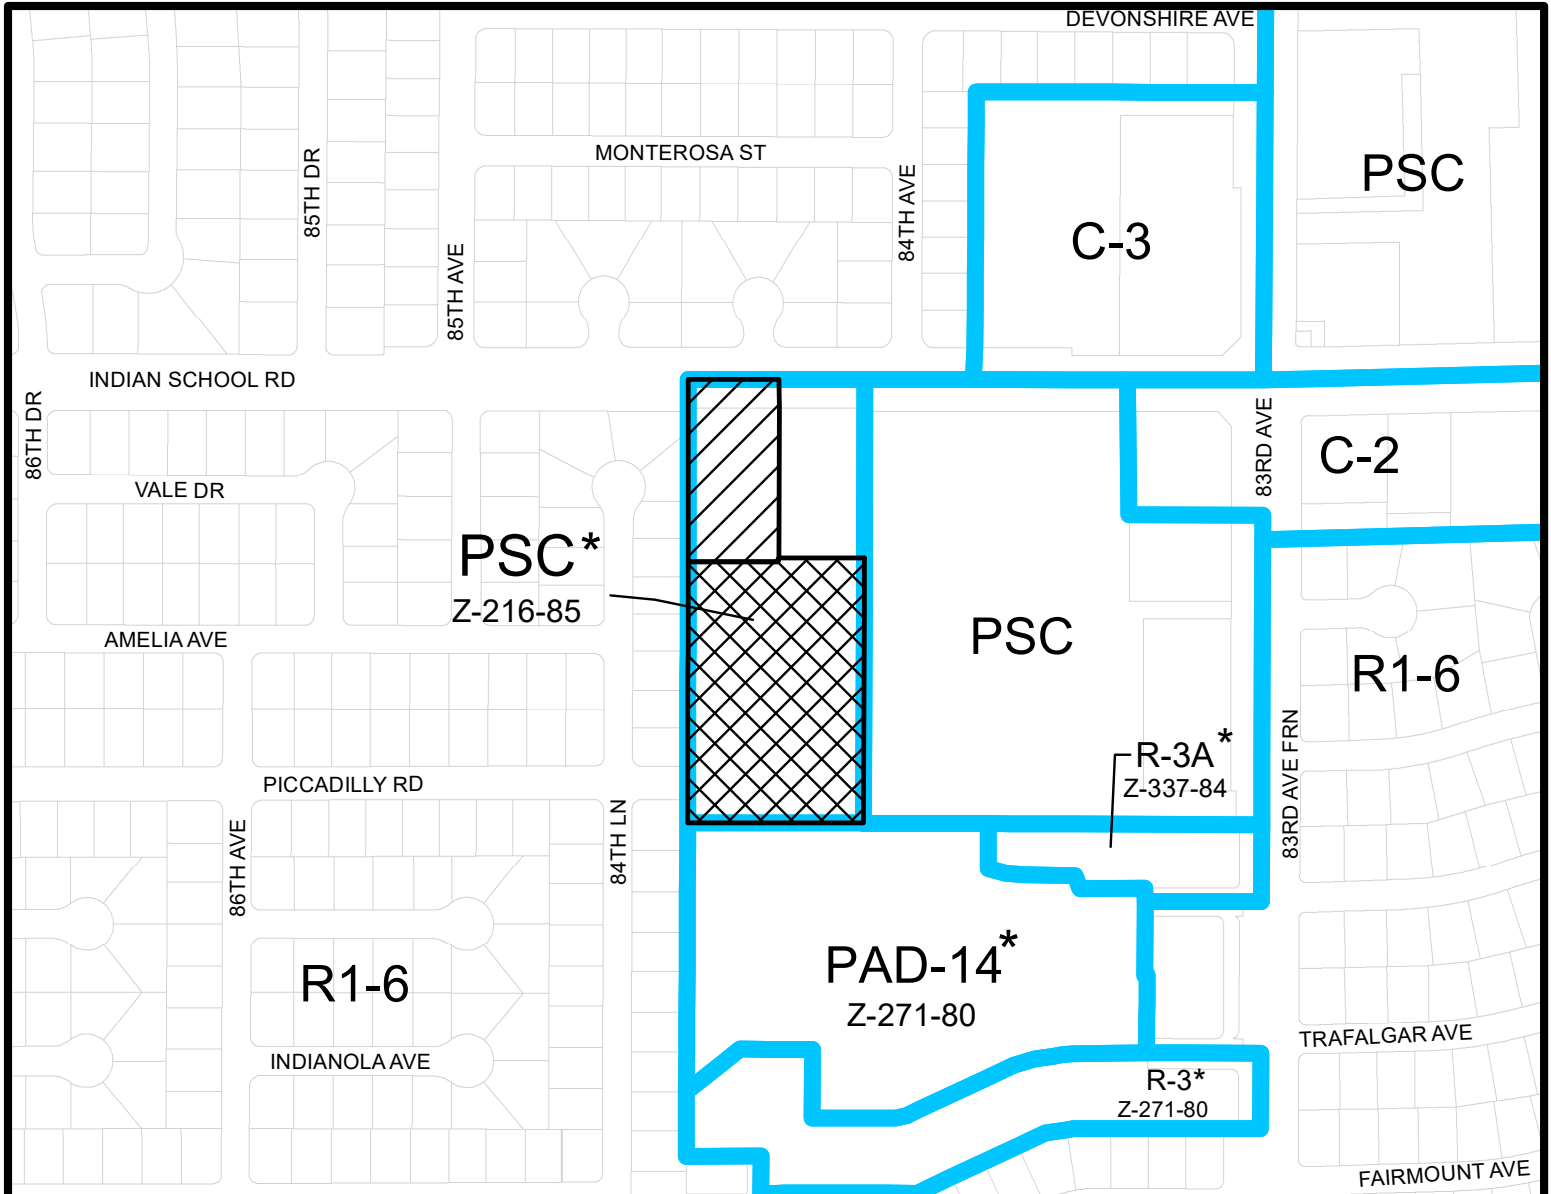 DEVONSHIRE AVE
MONTEROSA ST
85TH DR
85TH AVE
84TH AVE
C-3
PSC
INDIAN SCHOOL RD
86TH DR
83RD AVE
C-2
VALE DR
PSC*
Z-216-85
AMELIA AVE
PSC
R1-6
R-3A*
Z-337-84
83RD AVE FRN
PICCADILLY RD
84TH LN
86TH AVE
R1-6
PAD-14*
Z-271-80
INDIANOLA AVE
TRAFALGAR AVE
R-3*
Z-271-80
FAIRMOUNT AVE